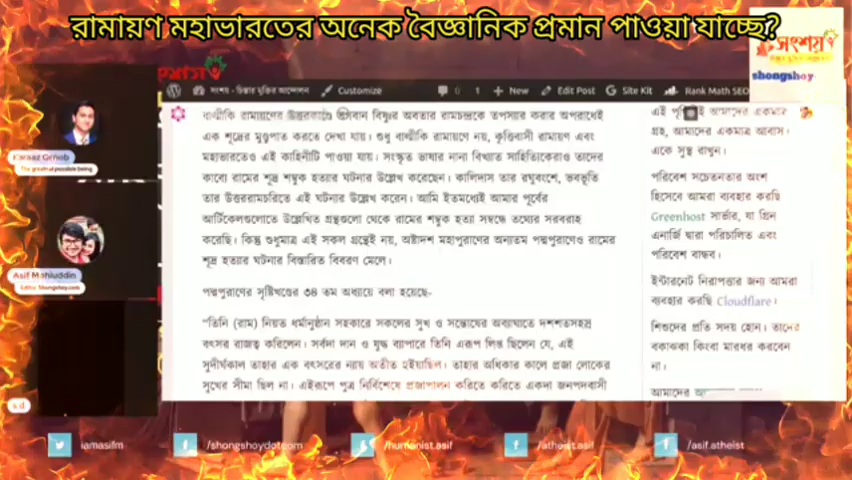 রামায়ণ মহাভারতের অনেক বৈজ্ঞানিক প্রমান পাওয়া যাচ্ছে?
সংশয়
shongshoy
সংশয় - চিন্তার মুক্তির আন্দোলন
Customize
1
+ New
Edit Post
Site Kit
Rank Math SEO
বাল্মীকি রামায়ণের উত্তরকাণ্ডে শ্রীভগবান বিষ্ণুর অবতার রামচন্দ্রকে তপস্যার করার অপরাধেই
এক শূদ্রের মুণ্ডপাত করতে দেখা যায়। শুধু বাল্মীকি রামায়ণে নয়, কৃত্তিবাসী রামায়ণ এবং
মহাভারতেও এই কাহিনীটি পাওয়া যায়। সংস্কৃত ভাষার নানা বিখ্যাত সাহিত্যিকেরাও তাদের
কাব্যে রামের শূদ্র শম্বুক হত্যার ঘটনার উল্লেখ করেছেন। কালিদাস তার রঘুবংশে, ভবভূতি
তার উত্তররামচরিতে এই ঘটনার উল্লেখ করেন। আমি ইতমধ্যেই আমার পূর্বের
আর্টিকেলগুলোতে উল্লেখিত গ্রন্থগুলো থেকে রামের শম্বুক হত্যা সম্বন্ধে তথ্যের সরবরাহ
করেছি। কিন্তু শুধুমাত্র এই সকল গ্রন্থেই নয়, অষ্টাদশ মহাপুরাণের অন্যতম পদ্মপুরাণেও রামের
শূদ্র হত্যার ঘটনার বিস্তারিত বিবরণ মেলে।
পদ্মপুরাণের সৃষ্টিখণ্ডের ৩৪ তম অধ্যায়ে বলা হয়েছে-
“তিনি (রাম) নিয়ত ধর্মানুষ্ঠান সহকারে সকলের সুখ ও সন্তোষের অব্যাঘাতে দশশতসহস্র
বৎসর রাজত্ব করিলেন। সর্বদা দান ও যুদ্ধ ব্যাপারে তিনি এরূপ লিপ্ত ছিলেন যে, এই
সুদীর্ঘকাল তাহার এক বৎসরের ন্যায় অতীত হইয়াছিল। তাহার অধিকার কালে প্রজা লোকের
সুখের সীমা ছিল না। এইরূপে পুত্র নির্বিশেষে প্রজাপালন করিতে করিতে একদা জনপদবাসী
এই আমাদের একমাত্র
গ্রহ, আমাদের একমাত্র আবাস।
একে সুস্থ রাখুন।
পরিবেশ সচেতনতার অংশ
হিসেবে আমরা ব্যবহার করছি
Greenhost সার্ভার, যা গ্রিন
এনার্জি দ্বারা পরিচালিত এবং
পরিবেশ বান্ধব।
ইন্টারনেট নিরাপত্তার জন্য আমরা
ব্যবহার করছি Cloudflare।
শিশুদের প্রতি সদয় হোন। তাদের
বকাঝকা কিংবা মারধর করবেন
না।
আমাদের
Asif Mohiuddin
s d
iamasifm
/shongshoydotcom
/humanist.asif
/atheist.asif
/asif.atheist